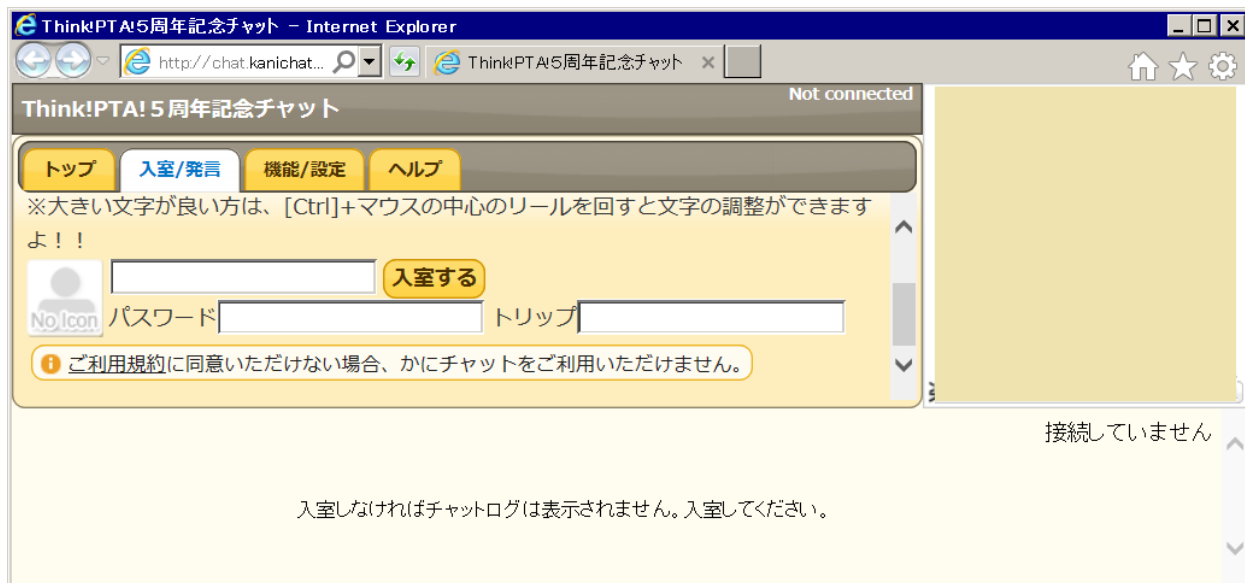 Think!PTA!5周年記念チャット - Internet Explorer
http://chat.kanichat... Think!PTA!5周年記念チャット
Not connected
Think!PTA!５周年記念チャット
トップ 入室/発言 機能/設定 ヘルプ
※大きい文字が良い方は、[Ctrl]+マウスの中心のリールを回すと文字の調整ができます
よ！！
入室する
No Icon パスワード トリップ
ご利用規約に同意いただけない場合、かにチャットをご利用いただけません。
接続していません
入室しなければチャットログは表示されません。入室してください。